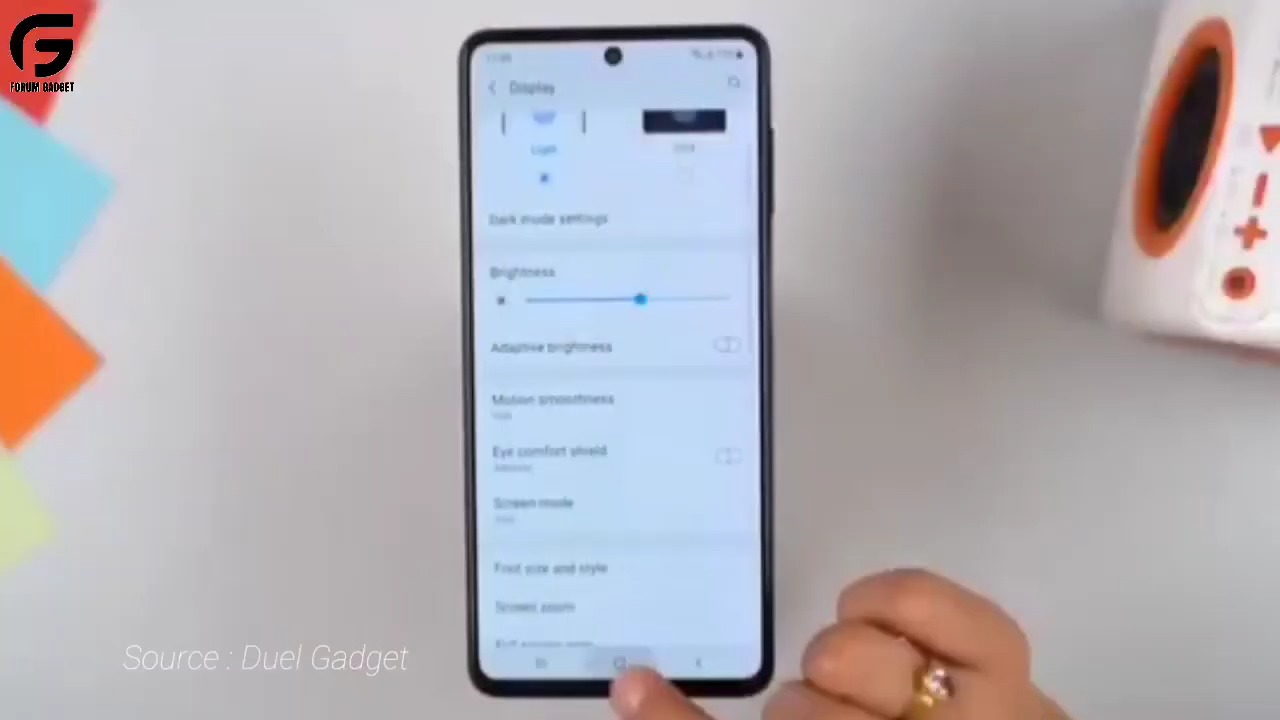 FORUM GADGET
Display
Light
Dark mode settings
Brightness
Adaptive brightness
Motion smoothness
Eye comfort shield
Screen mode
Font size and style
Screen zoom
Source : Duel Gadget